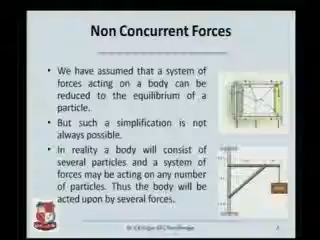 Non Concurrent Forces
• We have assumed that a system of
forces acting on a body can be
reduced to the equilibrium of a
particle.
• But such a simplification is not
always possible.
• In reality a body will consist of
several particles and a system of
forces may be acting on any number
of particles. Thus the body will be
acted upon by several forces.